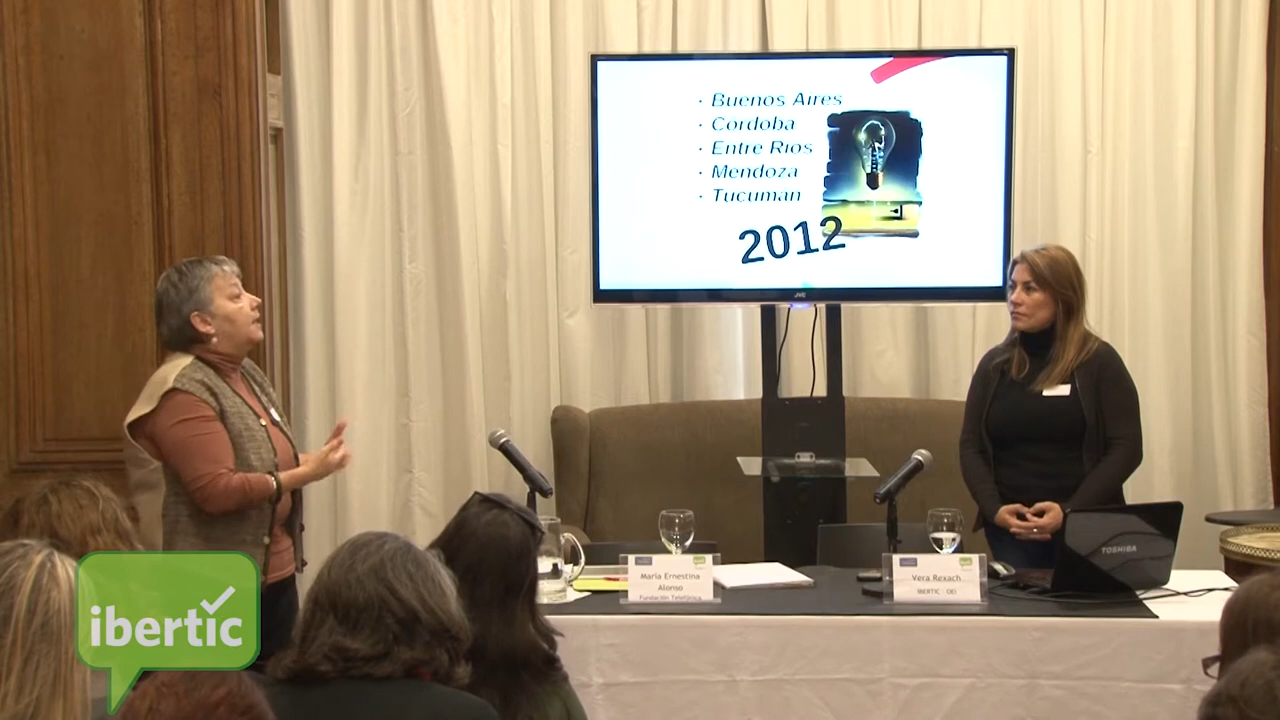 · Buenos Aires
· Cordoba
· Entre Rios
· Mendoza
· Tucuman
2012
JVC
TOSHIBA
María Ernestina
Alonso
Fundación Telefónica
Vera Rexach
IBERTIC - OEI
ibertic